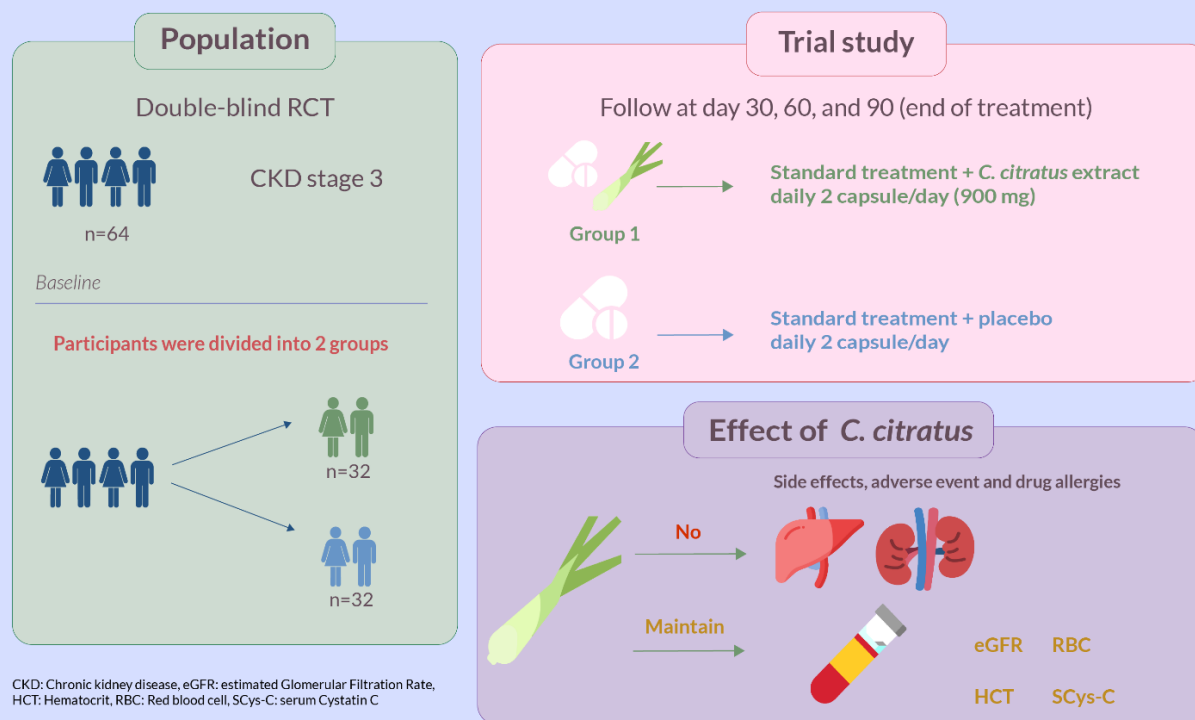 Population
Double-blind RCT
CKD stage 3
n=64
Baseline
Participants were divided into 2 groups
n=32
n=32
CKD: Chronic kidney disease, eGFR: estimated Glomerular Filtration Rate,
HCT: Hematocrit, RBC: Red blood cell, SCys-C: serum Cystatin C
Trial study
Follow at day 30, 60, and 90 (end of treatment)
Standard treatment + C. citratus extract
daily 2 capsule/day (900 mg)
Group 1
Standard treatment + placebo
daily 2 capsule/day
Group 2
Effect of C. citratus
Side effects, adverse event and drug allergies
No
Maintain
eGFR RBC
HCT SCys-C